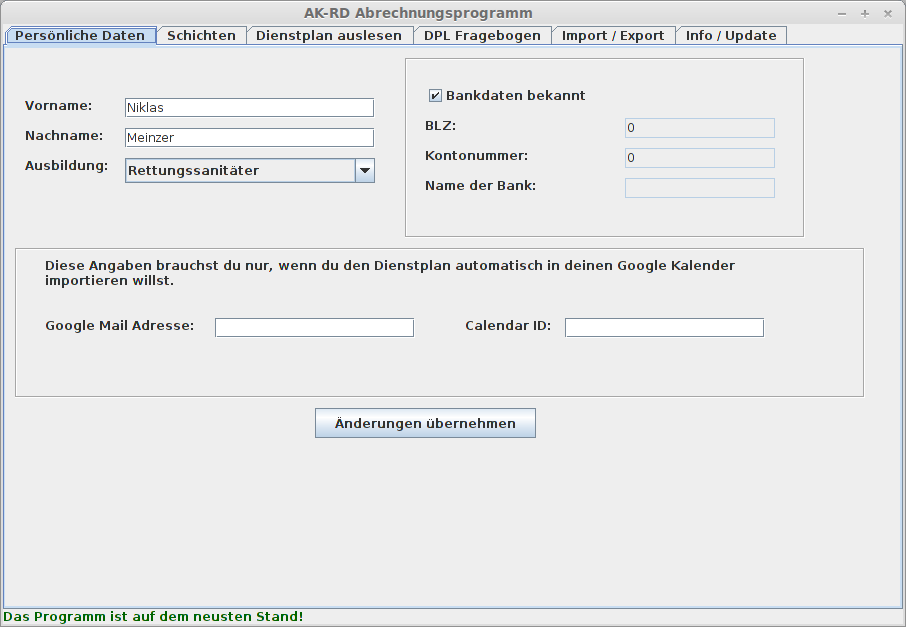 AK-RD Abrechnungsprogramm
Persönliche Daten Schichten Dienstplan auslesen DPL Fragebogen Import / Export Info / Update
Vorname: Niklas
Nachname: Meinzer
Ausbildung: Rettungssanitäter
Bankdaten bekannt
BLZ: 0
Kontonummer: 0
Name der Bank:
Diese Angaben brauchst du nur, wenn du den Dienstplan automatisch in deinen Google Kalender
importieren willst.
Google Mail Adresse: Calendar ID:
Änderungen übernehmen
Das Programm ist auf dem neusten Stand!